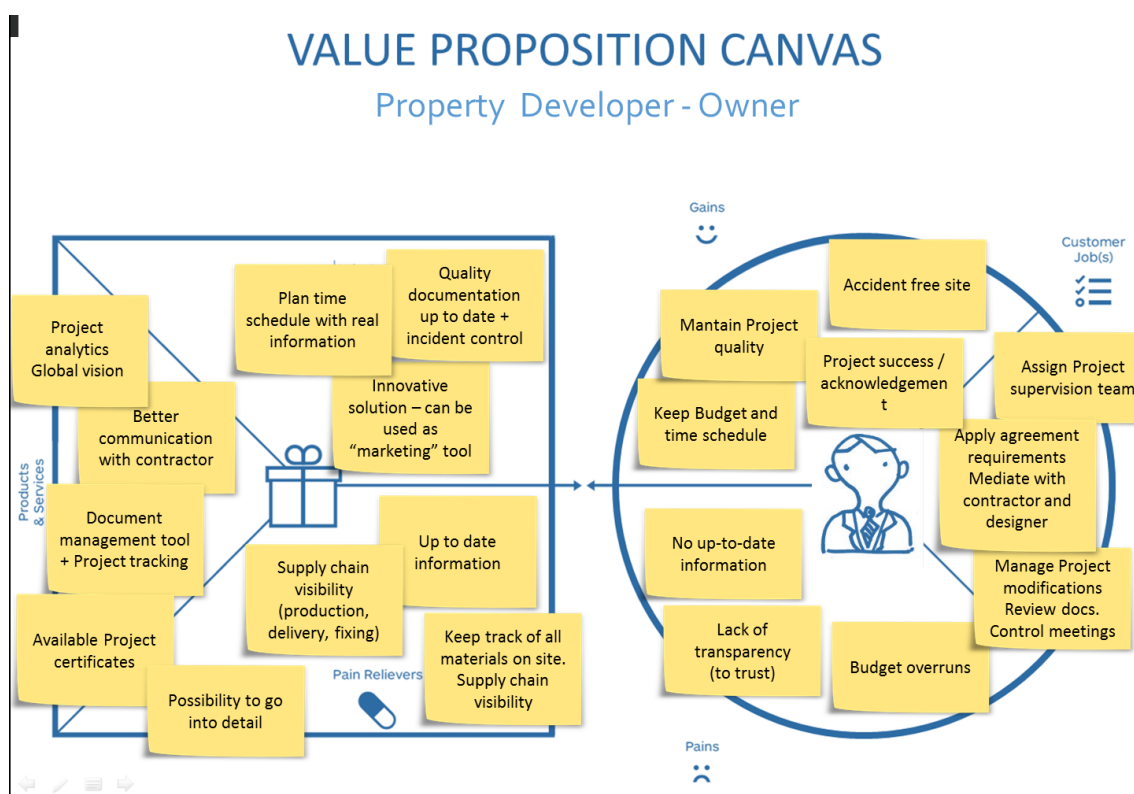 VALUE PROPOSITION CANVAS
Property Developer - Owner
Gains
Customer
Job(s)
Products
& Services
Project
analytics
Global vision
Better
communication
with contractor
Document
management tool
+ Project tracking
Available Project
certificates
Possibility to go
into detail
Plan time
schedule with real
information
Quality
documentation
up to date +
incident control
Innovative
solution – can be
used as
“marketing” tool
Up to date
information
Supply chain
visibility
(production,
delivery, fixing)
Keep track of all
materials on site.
Supply chain
visibility
Pain Relievers
Accident free site
Mantain Project
quality
Project success /
acknowledgemen
t
Keep Budget and
time schedule
Assign Project
supervision team
Apply agreement
requirements
Mediate with
contractor and
designer
Manage Project
modifications
Review docs.
Control meetings
No up-to-date
information
Lack of
transparency
(to trust)
Budget overruns
Pains